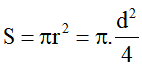 S = πr² = π.d²/4